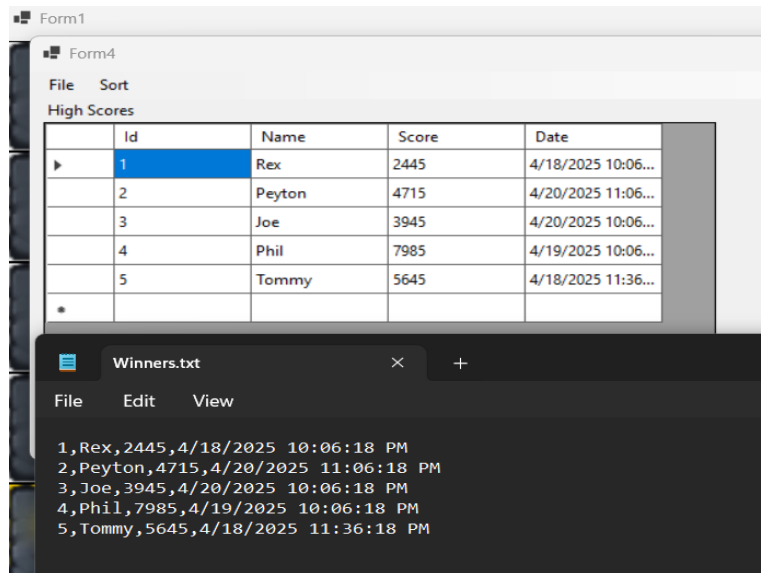 Form1
Form4
File Sort
High Scores
Id Name Score Date
1 Rex 2445 4/18/2025 10:06...
2 Peyton 4715 4/20/2025 11:06...
3 Joe 3945 4/20/2025 10:06...
4 Phil 7985 4/19/2025 10:06...
5 Tommy 5645 4/18/2025 11:36...
Winners.txt
File Edit View
1,Rex,2445,4/18/2025 10:06:18 PM
2,Peyton,4715,4/20/2025 11:06:18 PM
3,Joe,3945,4/20/2025 10:06:18 PM
4,Phil,7985,4/19/2025 10:06:18 PM
5,Tommy,5645,4/18/2025 11:36:18 PM